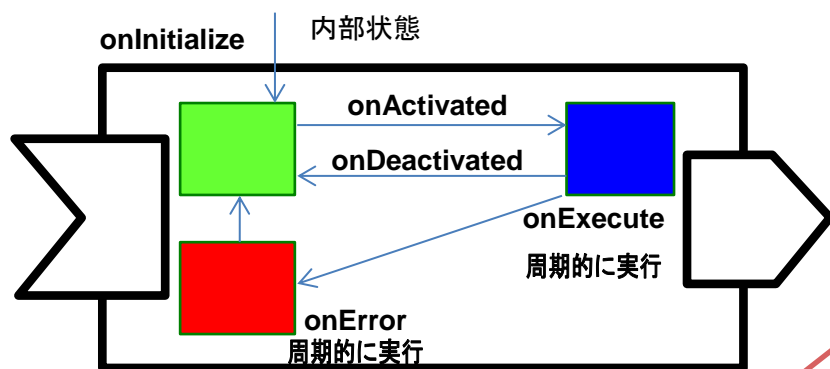 onInitialize
内部状態
onActivated
onDeactivated
onExecute
周期的に実行
onError
周期的に実行